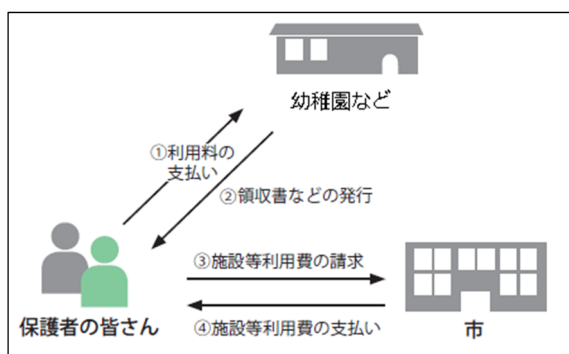 幼稚園など
①利用料の
支払い
②領収書などの発行
③施設等利用費の請求
④施設等利用費の支払い
保護者の皆さん
市